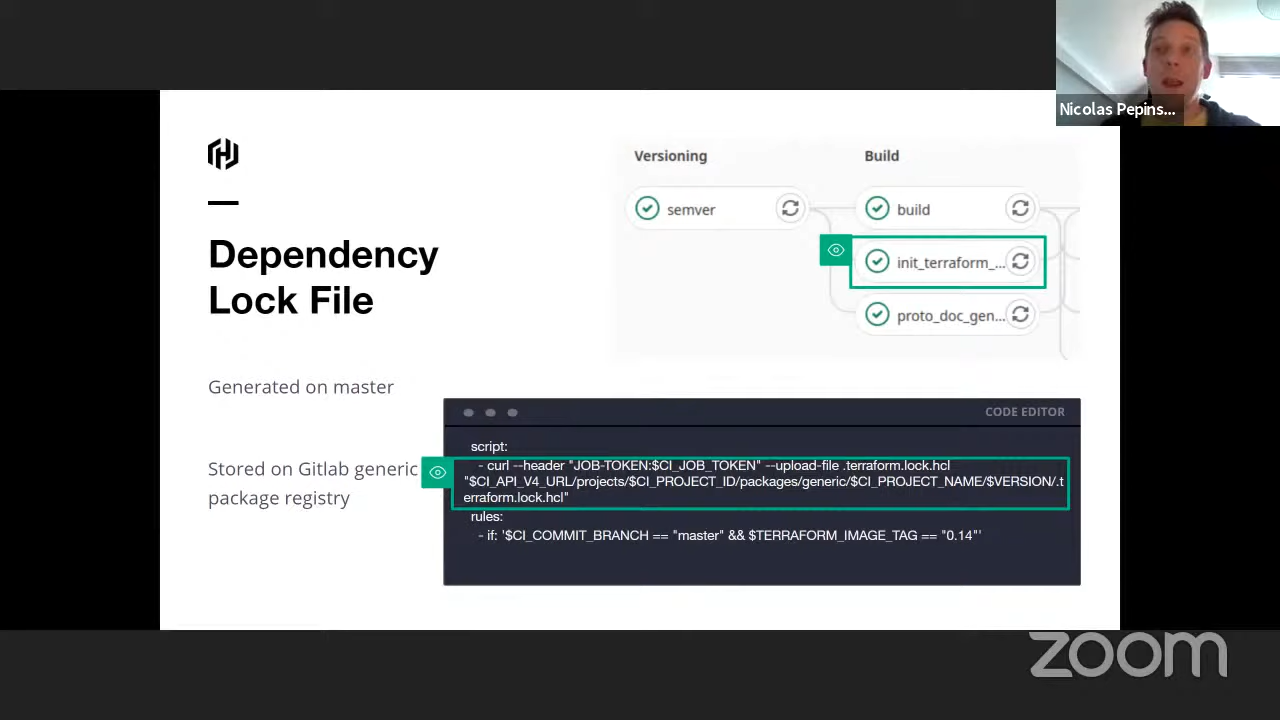 Nicolas Pepins...
Versioning
Build
semver
build
init_terraform_...
proto_doc_gen...
Dependency
Lock File
Generated on master
Stored on Gitlab generic
package registry
CODE EDITOR
script:
- curl --header "JOB-TOKEN:$CI_JOB_TOKEN" --upload-file .terraform.lock.hcl
"$CI_API_V4_URL/projects/$CI_PROJECT_ID/packages/generic/$CI_PROJECT_NAME/$VERSION/.t
erraform.lock.hcl"
rules:
- if: '$CI_COMMIT_BRANCH == "master" && $TERRAFORM_IMAGE_TAG == "0.14"'
zoom